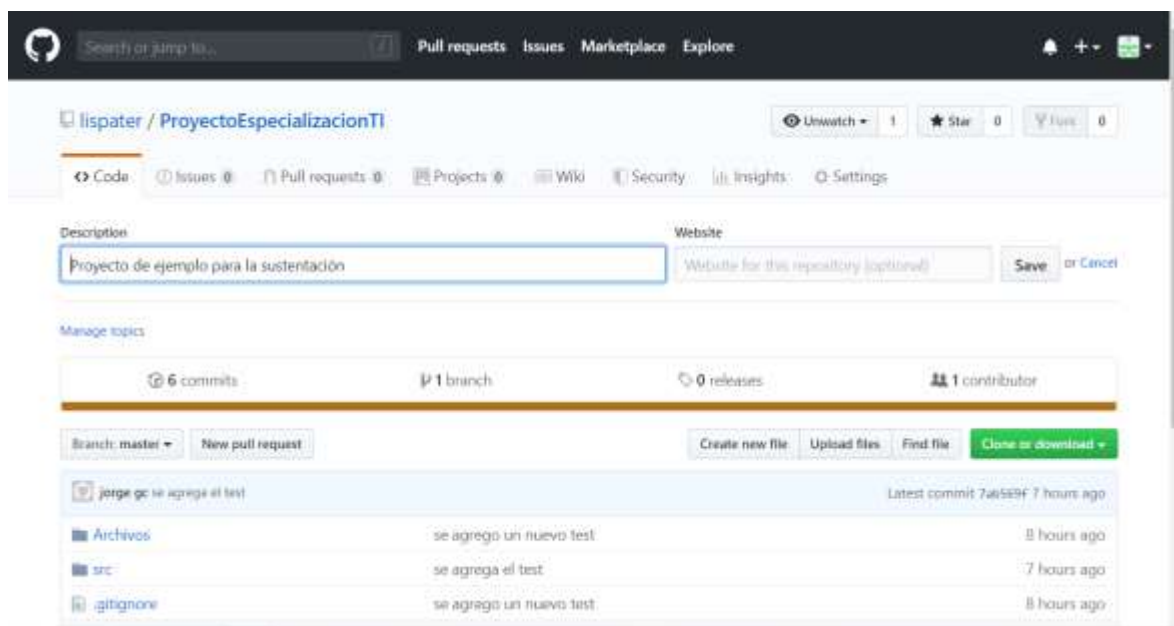 Search or jump to...
/
Pull requests Issues Marketplace Explore
lispater / ProyectoEspecializacionTI
Unwatch 1 Star 0 Fork 0
Code Issues 0 Pull requests 0 Projects 0 Wiki Security Insights Settings
Description Website
Proyecto de ejemplo para la sustentación Website for this repository (optional) Save or Cancel
Manage topics
6 commits 1 branch 0 releases 1 contributor
Branch: master New pull request Create new file Upload files Find file Clone or download
jorge gc se agrega el test Latest commit 7 hours ago
Archivos se agrego un nuevo test 8 hours ago
src se agrega el test 7 hours ago
.gitignore se agrego un nuevo test 8 hours ago